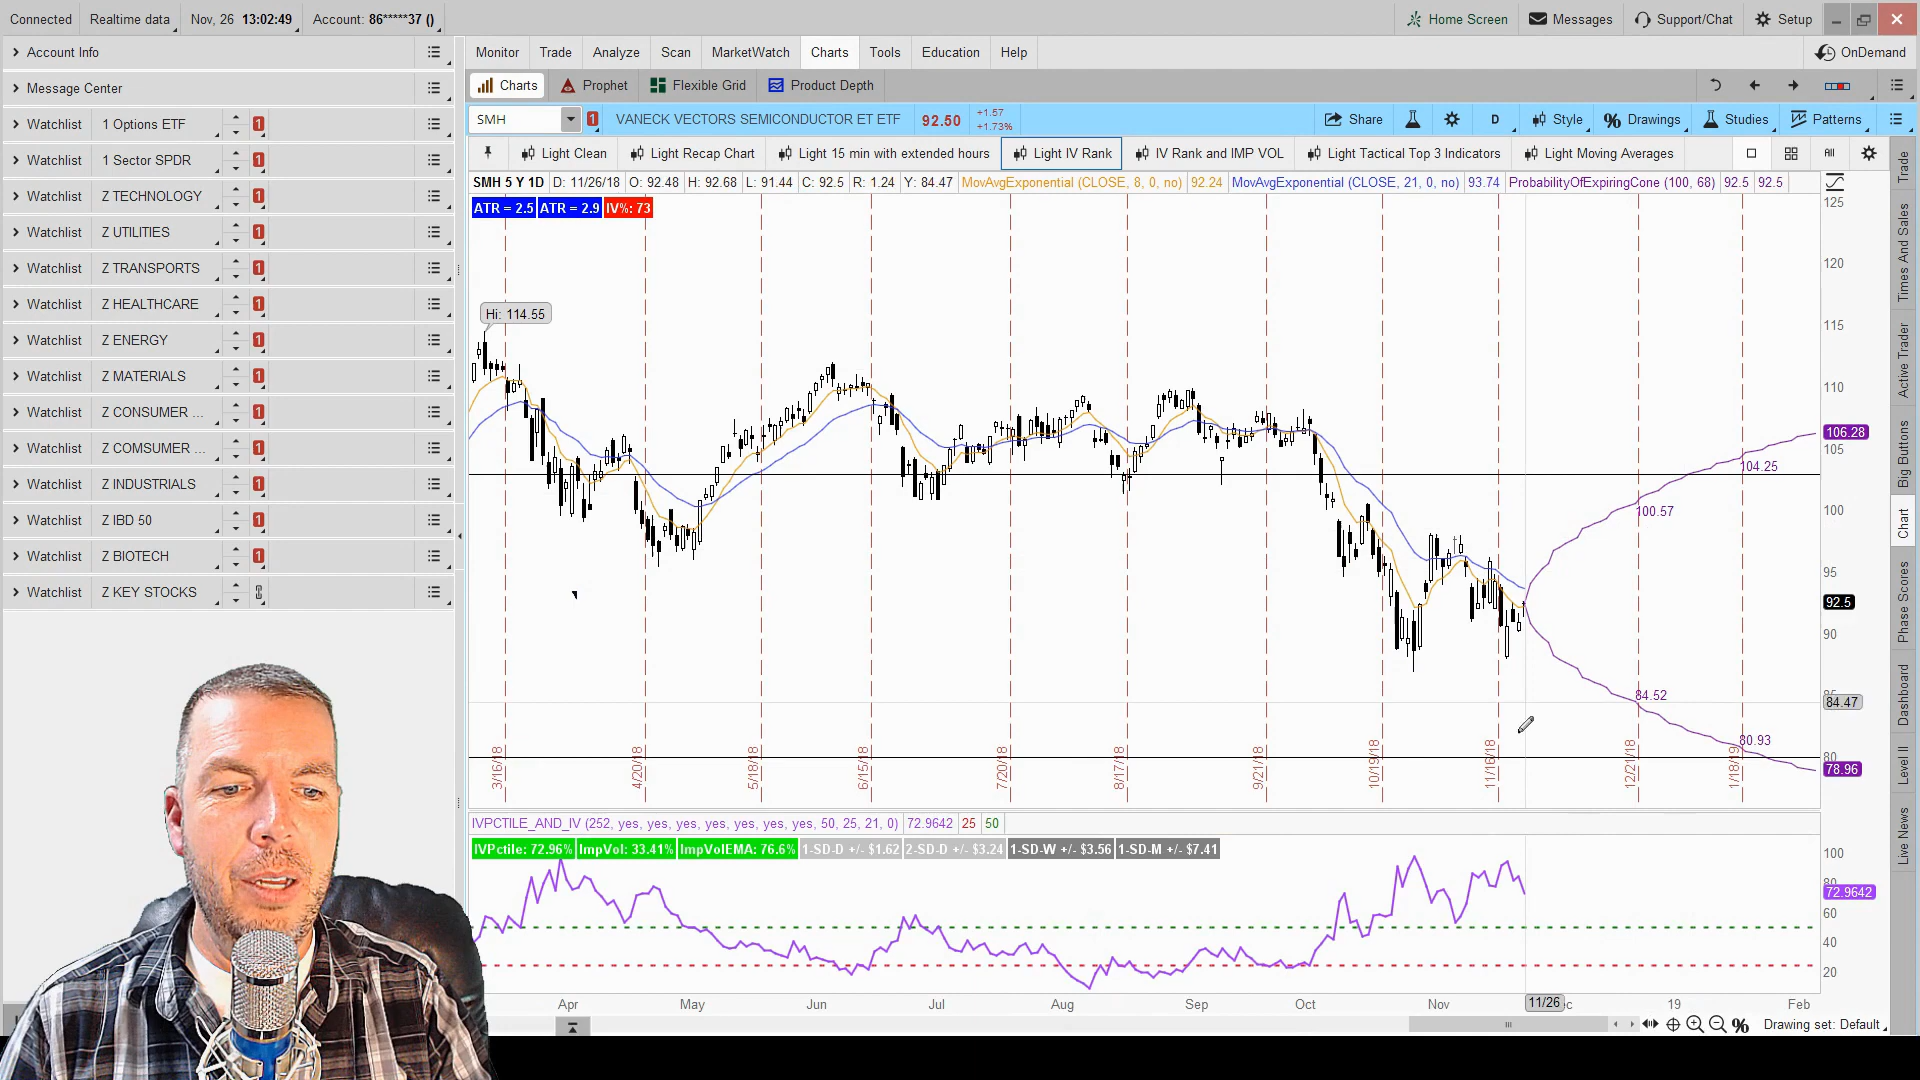 Connected Realtime data Nov, 26 13:02:49 Account: 86*****37 () Home Screen Messages Support/Chat Setup
Account Info
Message Center
Watchlist 1 Options ETF 1
Watchlist 1 Sector SPDR 1
Watchlist Z TECHNOLOGY 1
Watchlist Z UTILITIES 1
Watchlist Z TRANSPORTS 1
Watchlist Z HEALTHCARE 1
Watchlist Z ENERGY 1
Watchlist Z MATERIALS 1
Watchlist Z CONSUMER ... 1
Watchlist Z COMSUMER ... 1
Watchlist Z INDUSTRIALS 1
Watchlist Z IBD 50 1
Watchlist Z BIOTECH 1
Watchlist Z KEY STOCKS
Monitor Trade Analyze Scan MarketWatch Charts Tools Education Help OnDemand
Charts Prophet Flexible Grid Product Depth
SMH 1 VANECK VECTORS SEMICONDUCTOR ET ETF 92.50 +1.57 +1.73% Share D Style Drawings Studies Patterns
Light Clean Light Recap Chart Light 15 min with extended hours Light IV Rank IV Rank and IMP VOL Light Tactical Top 3 Indicators Light Moving Averages All
SMH 5 Y 1D D: 11/26/18 O: 92.48 H: 92.68 L: 91.44 C: 92.5 R: 1.24 Y: 84.47 MovAvgExponential (CLOSE, 8, 0, no) 92.24 MovAvgExponential (CLOSE, 21, 0, no) 93.74 ProbabilityOfExpiringCone (100, 68) 92.5 92.5
ATR = 2.5 ATR = 2.9 IV%: 73
125
120
Hi: 114.55
115
110
106.28
105
104.25
100
100.57
95
92.5
90
84.52
84.47
80.93
78.96
3/16/18 4/20/18 5/18/18 6/15/18 7/20/18 8/17/18 9/21/18 10/19/18 11/16/18 12/21/18 1/18/19
IVPCTILE_AND_IV (252, yes, yes, yes, yes, yes, yes, 50, 25, 21, 0) 72.9642 25 50
IVPctile: 72.96% ImpVol: 33.41% ImpVolEMA: 76.6% 1-SD-D +/- $1.62 2-SD-D +/- $3.24 1-SD-W +/- $3.56 1-SD-M +/- $7.41
100
72.9642
60
40
20
Apr May Jun Jul Aug Sep Oct Nov 11/26 19 Feb
Drawing set: Default
Trade
Times And Sales
Active Trader
Big Buttons
Chart
Phase Scores
Dashboard
Level II
Live News